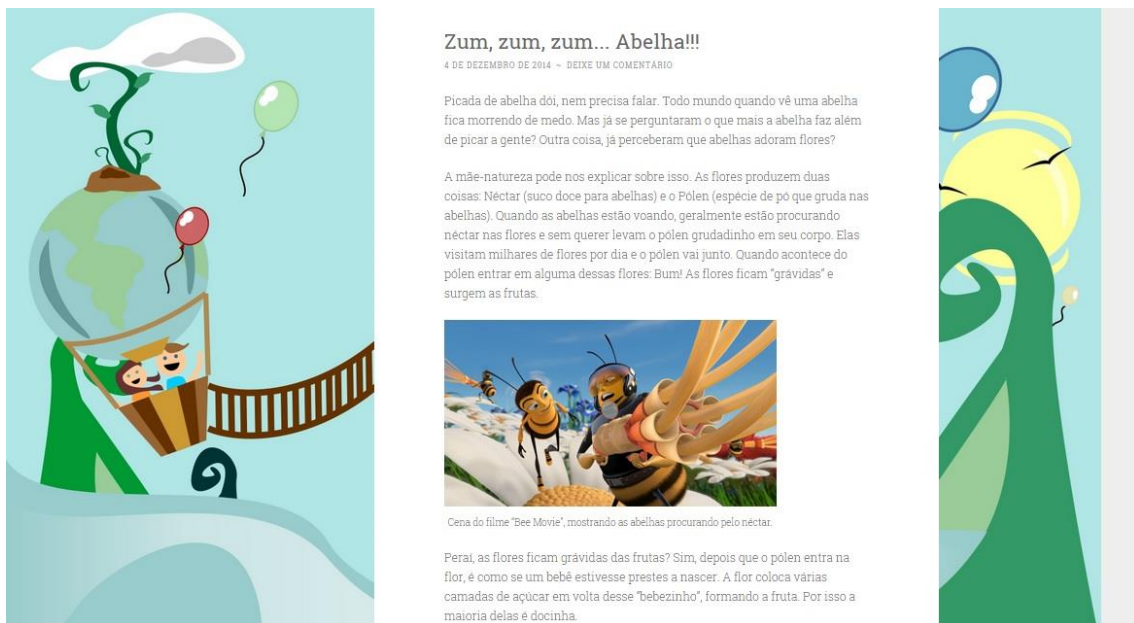 Zum, zum, zum... Abelha!!!
4 DE DEZEMBRO DE 2014 ~ DEIXE UM COMENTÁRIO
Picada de abelha dói, nem precisa falar. Todo mundo quando vê uma abelha
fica morrendo de medo. Mas já se perguntaram o que mais a abelha faz além
de picar a gente? Outra coisa, já perceberam que abelhas adoram flores?
A mãe-natureza pode nos explicar sobre isso. As flores produzem duas
coisas: Néctar (suco doce para abelhas) e o Pólen (espécie de pó que gruda nas
abelhas). Quando as abelhas estão voando, geralmente estão procurando
néctar nas flores e sem querer levam o pólen grudadinho em seu corpo. Elas
visitam milhares de flores por dia e o pólen vai junto. Quando acontece do
pólen entrar em alguma dessas flores: Bum! As flores ficam "grávidas" e
surgem as frutas.
Cena do filme "Bee Movie", mostrando as abelhas procurando pelo néctar.
Peraí, as flores ficam grávidas das frutas? Sim, depois que o pólen entra na
flor, é como se um bebê estivesse prestes a nascer. A flor coloca várias
camadas de açúcar em volta desse "bebezinho", formando a fruta. Por isso a
maioria delas é docinha.